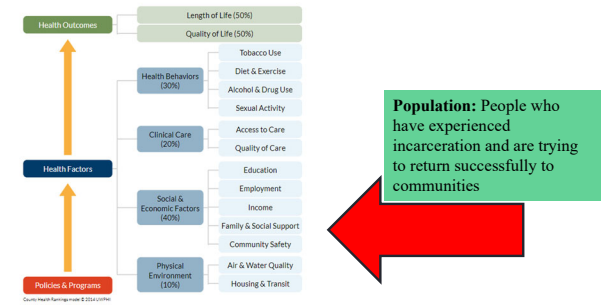 Health Outcomes
Length of Life (50%)
Quality of Life (50%)
Health Factors
Health Behaviors
(30%)
Tobacco Use
Diet & Exercise
Alcohol & Drug Use
Sexual Activity
Clinical Care
(20%)
Access to Care
Quality of Care
Social &
Economic Factors
(40%)
Education
Employment
Income
Family & Social Support
Community Safety
Physical
Environment
(10%)
Air & Water Quality
Housing & Transit
Policies & Programs
County Health Rankings model © 2014 UWPHI
Population: People who
have experienced
incarceration and are trying
to return successfully to
communities